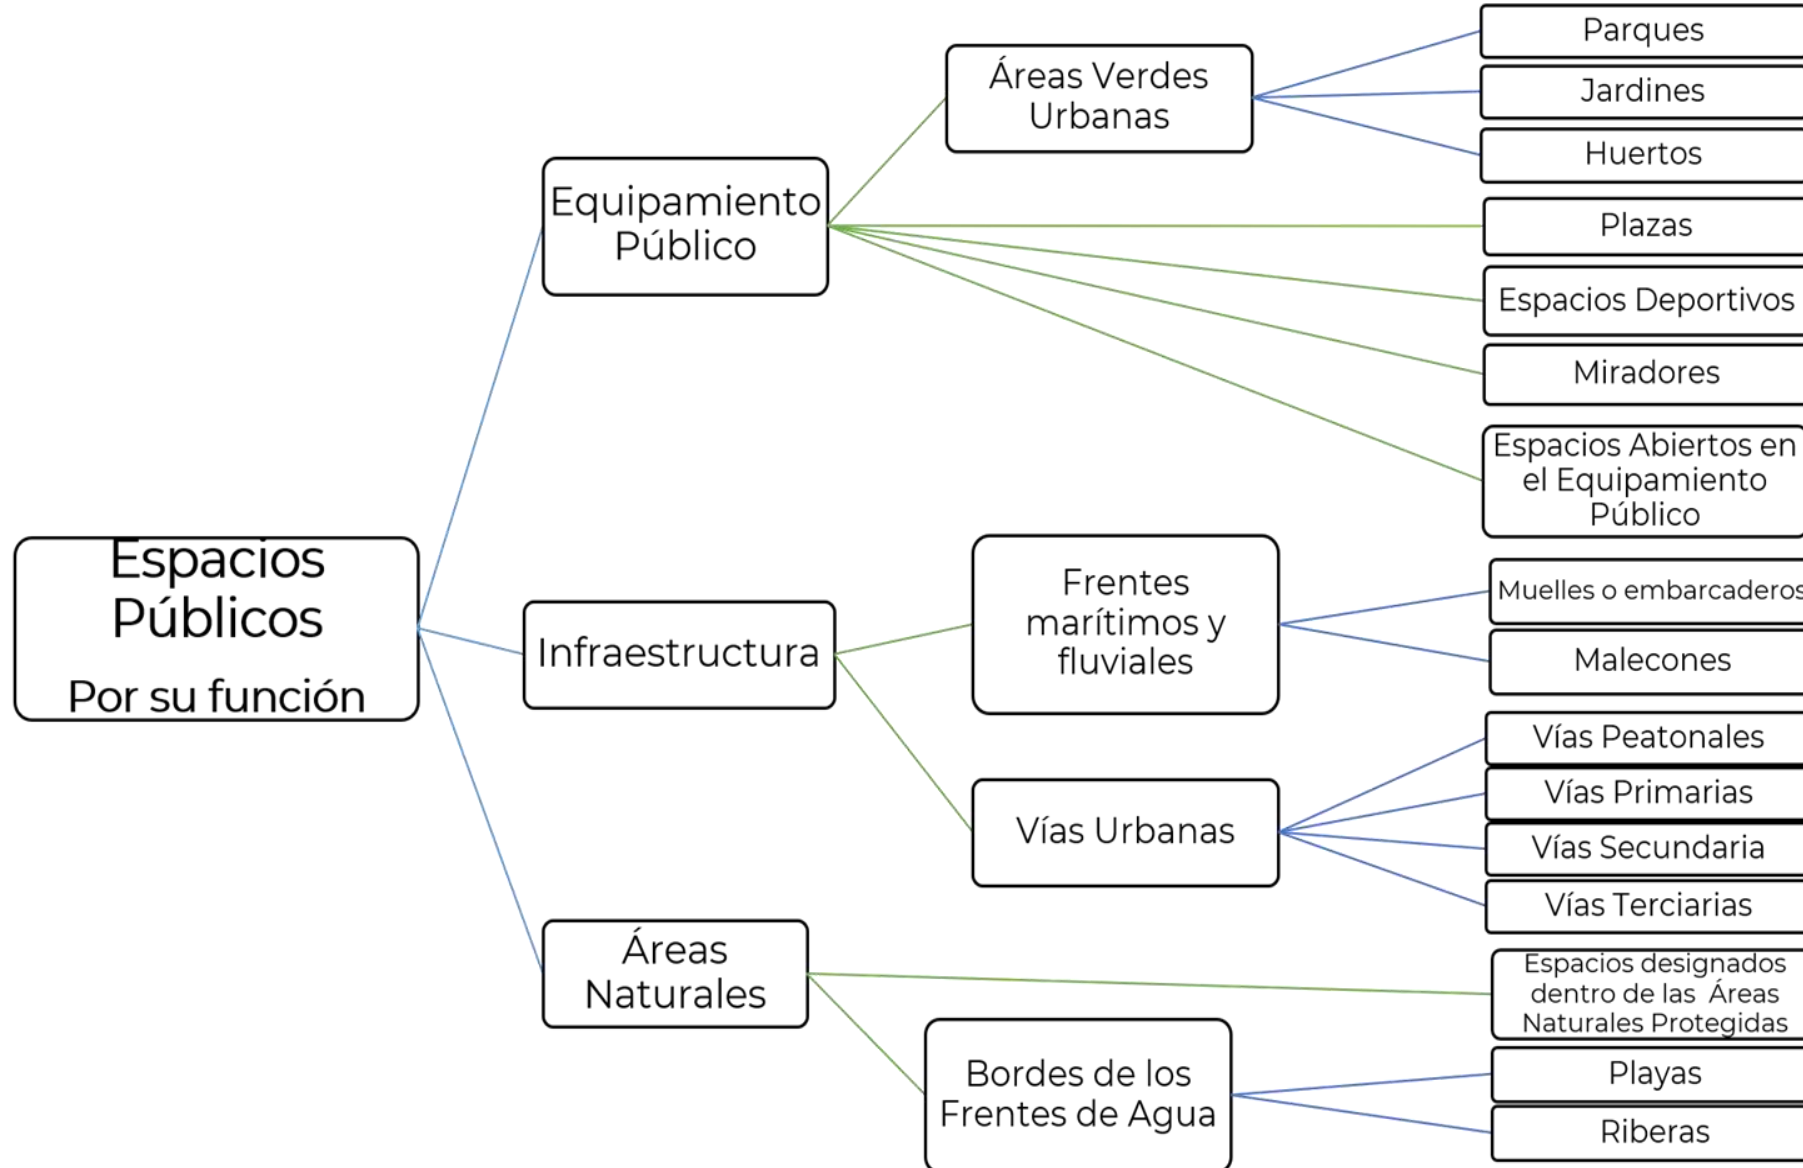 Espacios
Públicos
Por su función
Equipamiento
Público
Infraestructura
Áreas
Naturales
Áreas Verdes
Urbanas
Frentes
marítimos y
fluviales
Vías Urbanas
Bordes de los
Frentes de Agua
Parques
Jardines
Huertos
Plazas
Espacios Deportivos
Miradores
Espacios Abiertos en
el Equipamiento
Público
Muelles o embarcaderos
Malecones
Vías Peatonales
Vías Primarias
Vías Secundaria
Vías Terciarias
Espacios designados
dentro de las Áreas
Naturales Protegidas
Playas
Riberas